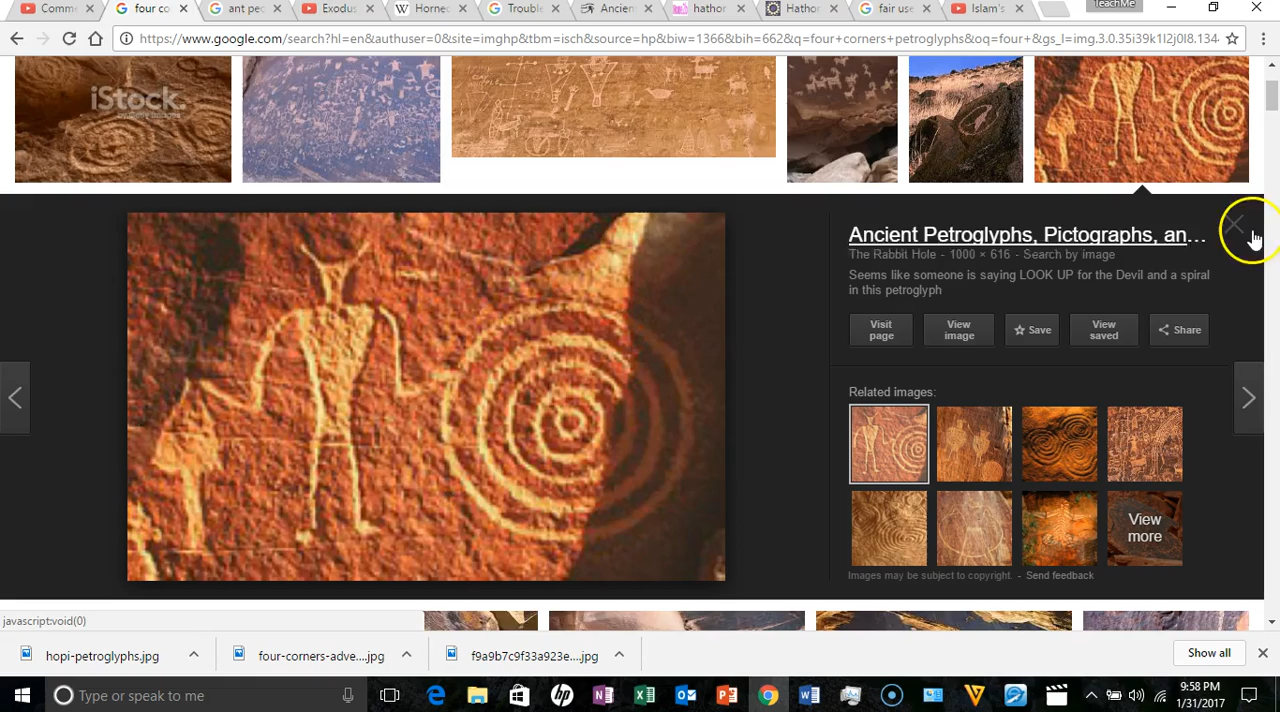 TeachMe
Comme
four co
ant peo
Exodus
Horned
Trouble
Ancien
hathor
Hathor
fair use
Islam's
https://www.google.com/search?hl=en&authuser=0&site=imghp&tbm=isch&source=hp&biw=1366&bih=662&q=four+corners+petroglyphs&oq=four+&gs_l=img.3.0.35i39k1l2j0l8.134
iStock.
Ancient Petroglyphs, Pictographs, an...
The Rabbit Hole - 1000 × 616 - Search by image
Seems like someone is saying LOOK UP for the Devil and a spiral
in this petroglyph
Visit
page
View
image
Save
View
saved
Share
Related images:
View
more
Images may be subject to copyright. - Send feedback
javascript:void(0)
hopi-petroglyphs.jpg
four-corners-adve....jpg
f9a9b7c9f33a923e....jpg
Show all
Type or speak to me
9:58 PM
1/31/2017